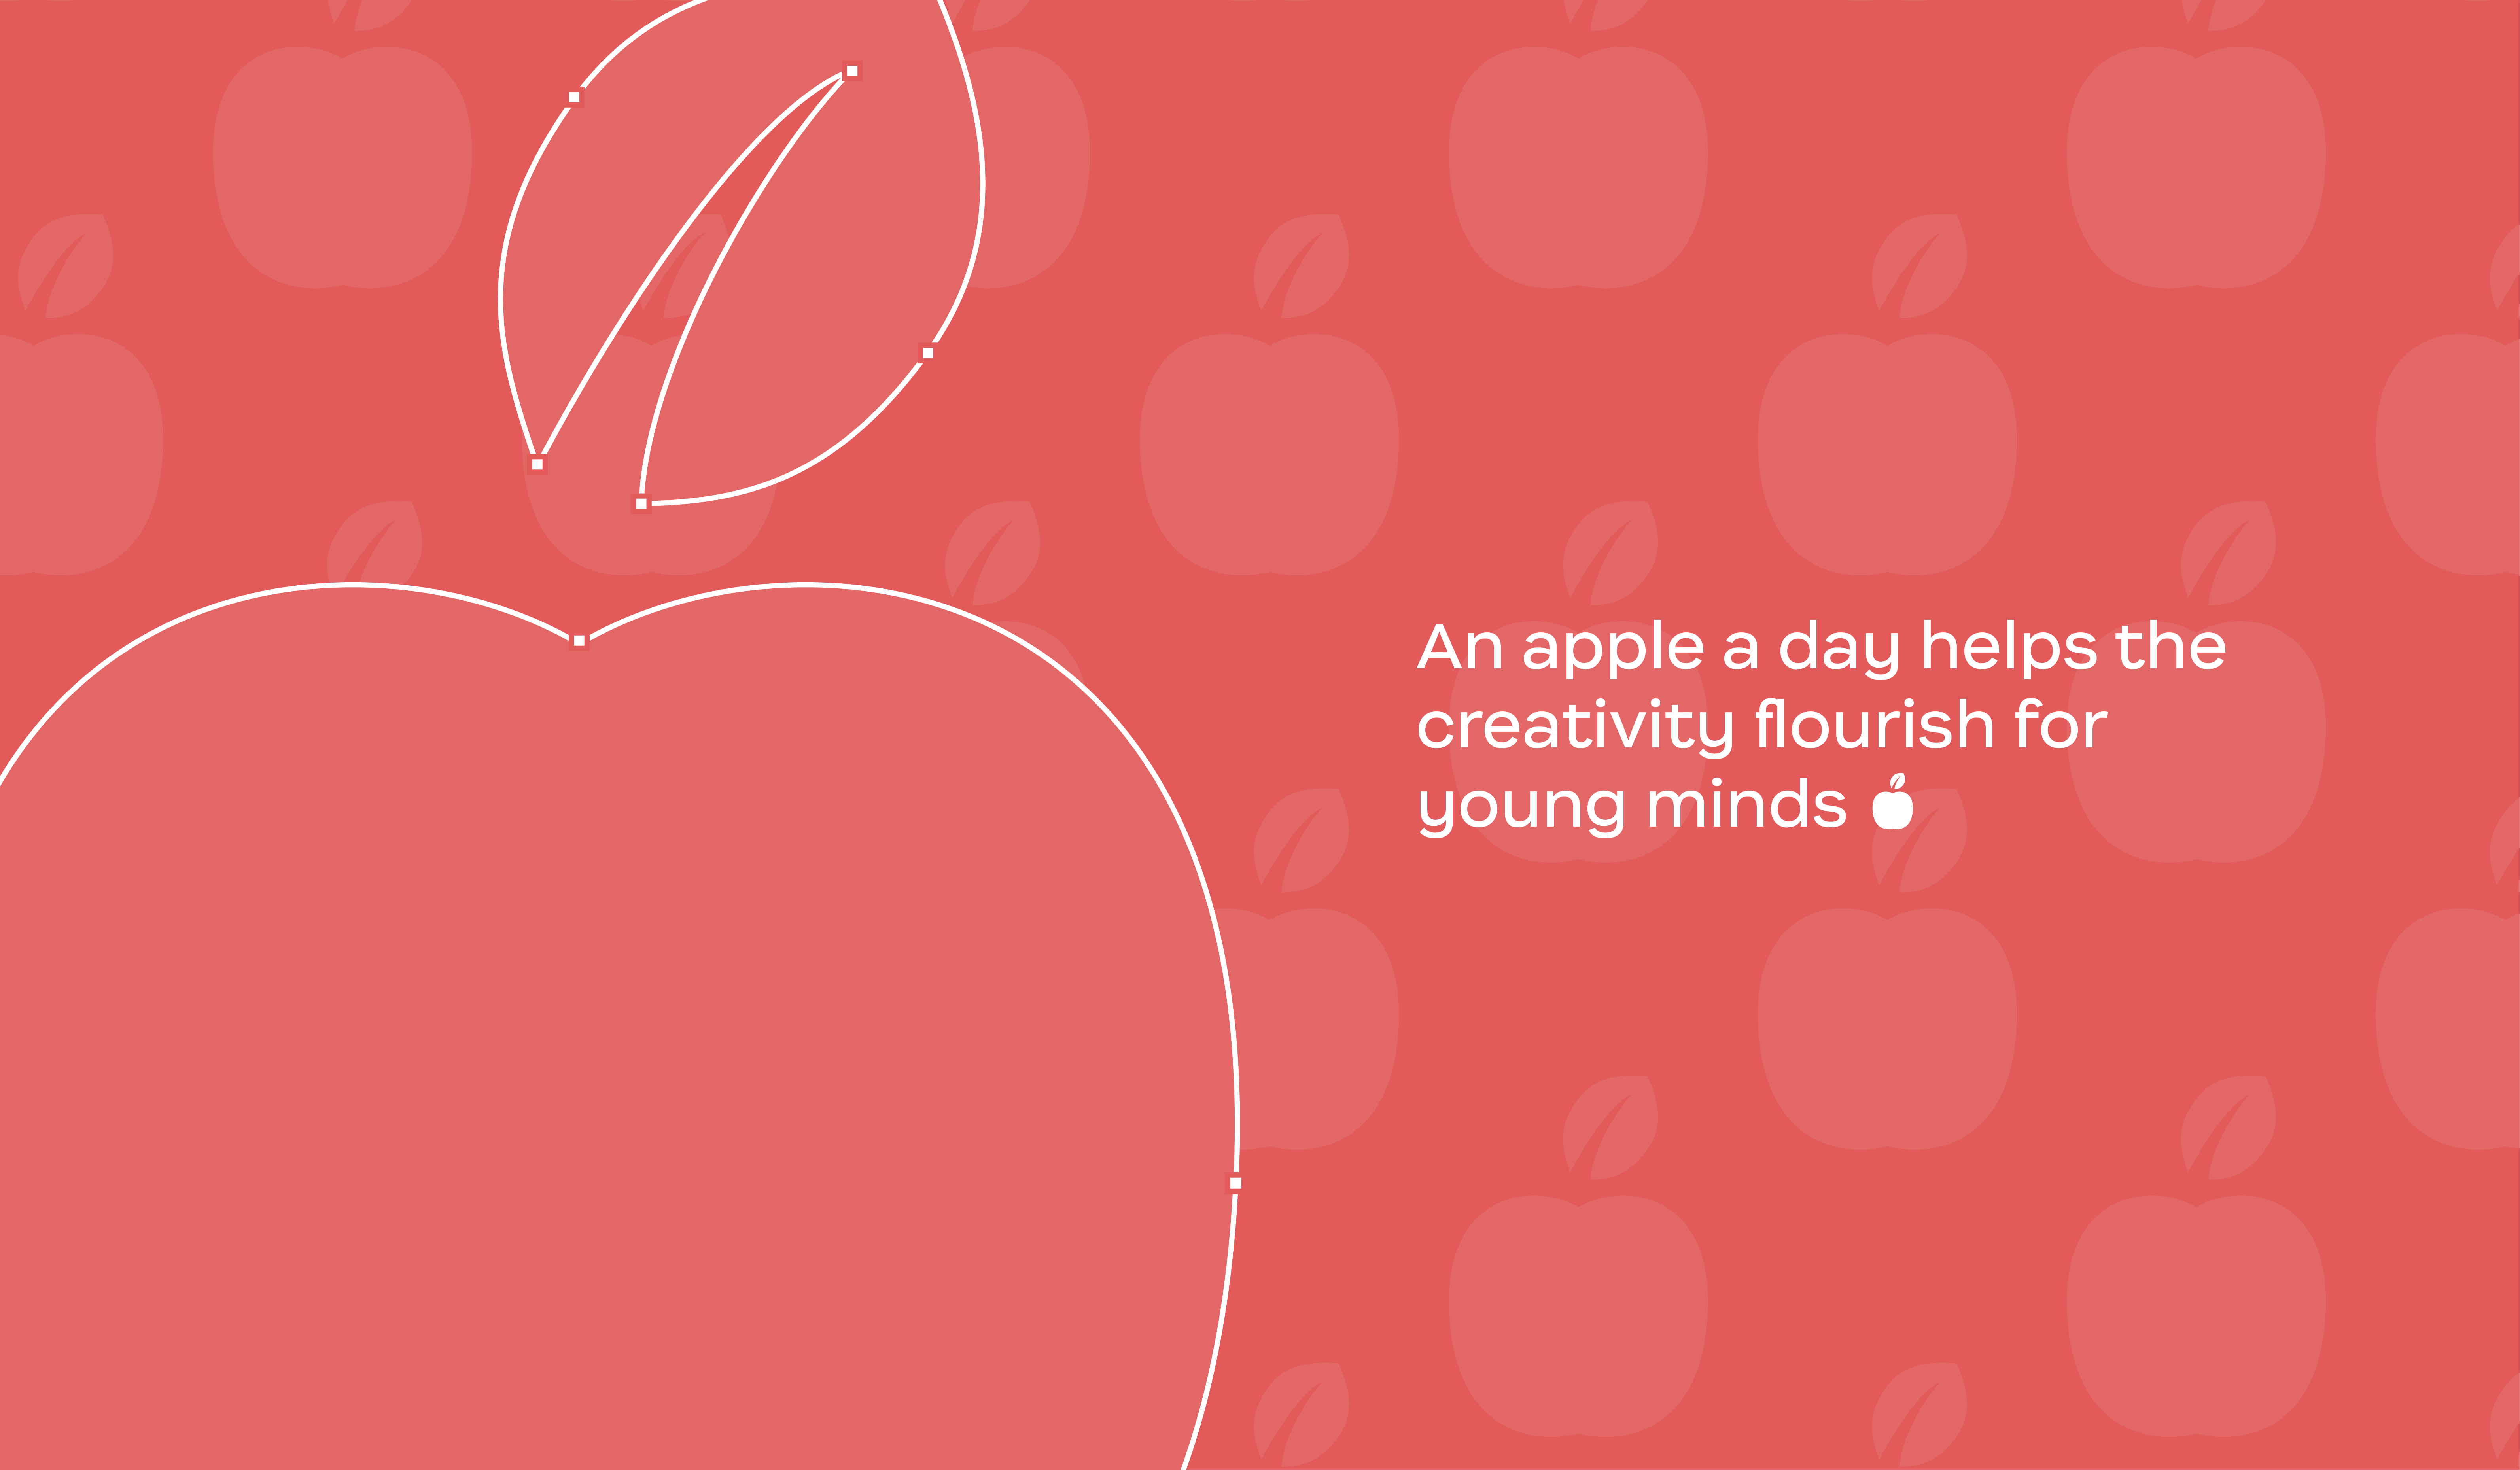 An apple a day helps the
creativity flourish for
young minds